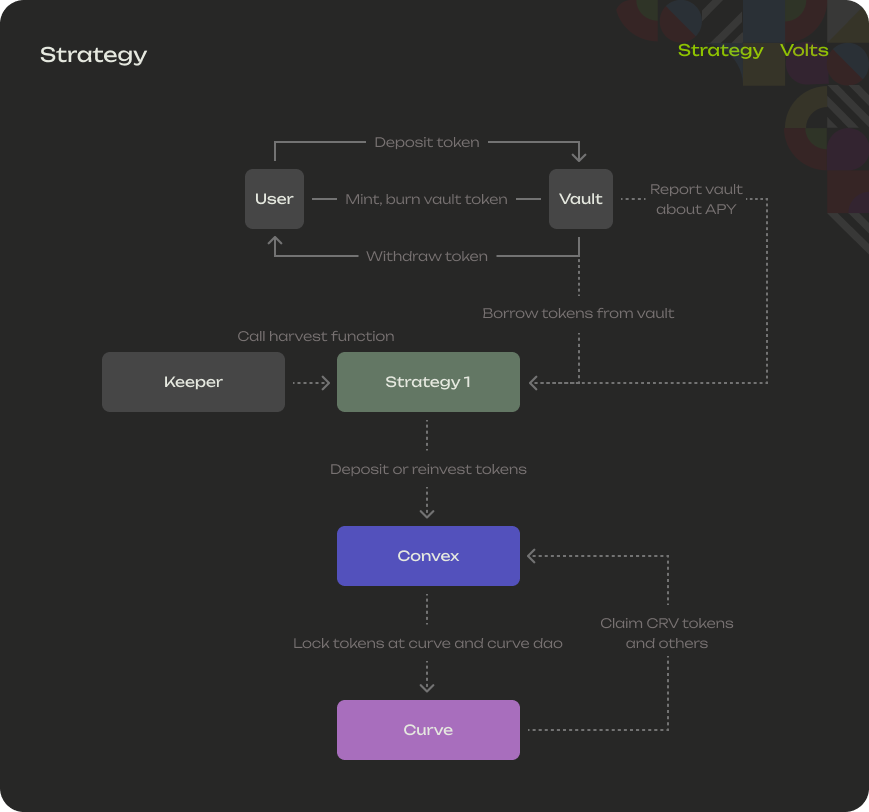 Strategy
Strategy Volts
Deposit token
User
Mint, burn vault token
Vault
Report vault
about APY
Withdraw token
Borrow tokens from vault
Call harvest function
Keeper
Strategy 1
Deposit or reinvest tokens
Convex
Claim CRV tokens
and others
Lock tokens at curve and curve dao
Curve